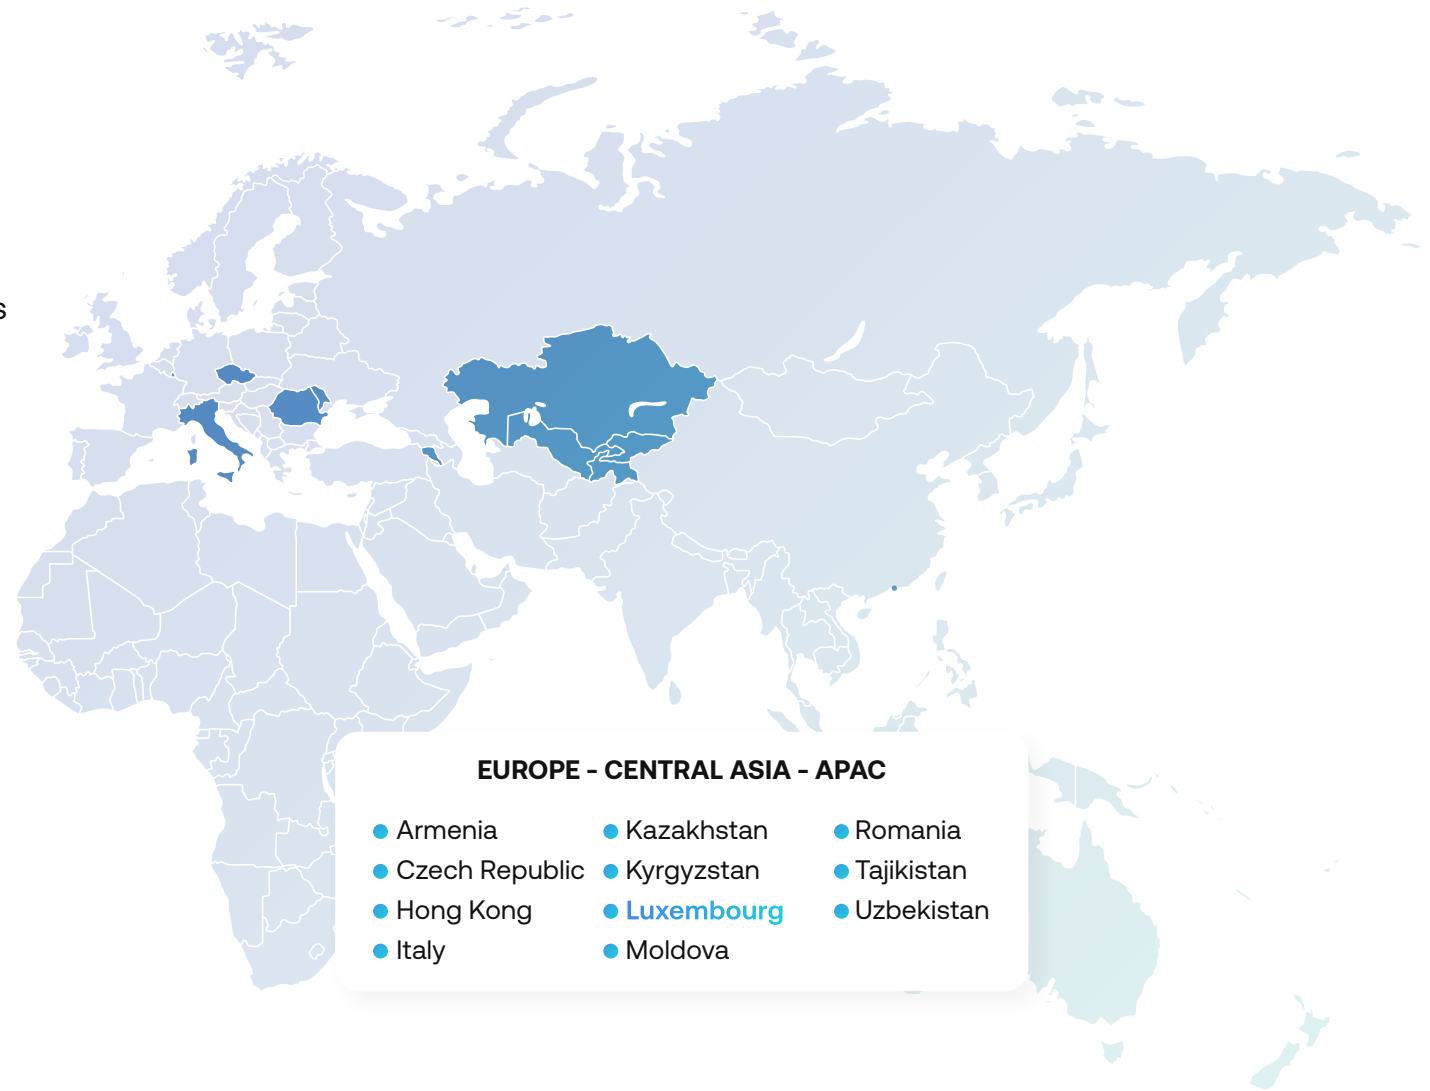 s
EUROPE - CENTRAL ASIA - APAC
Armenia
Czech Republic
Hong Kong
Italy
Kazakhstan
Kyrgyzstan
Luxembourg
Moldova
Romania
Tajikistan
Uzbekistan